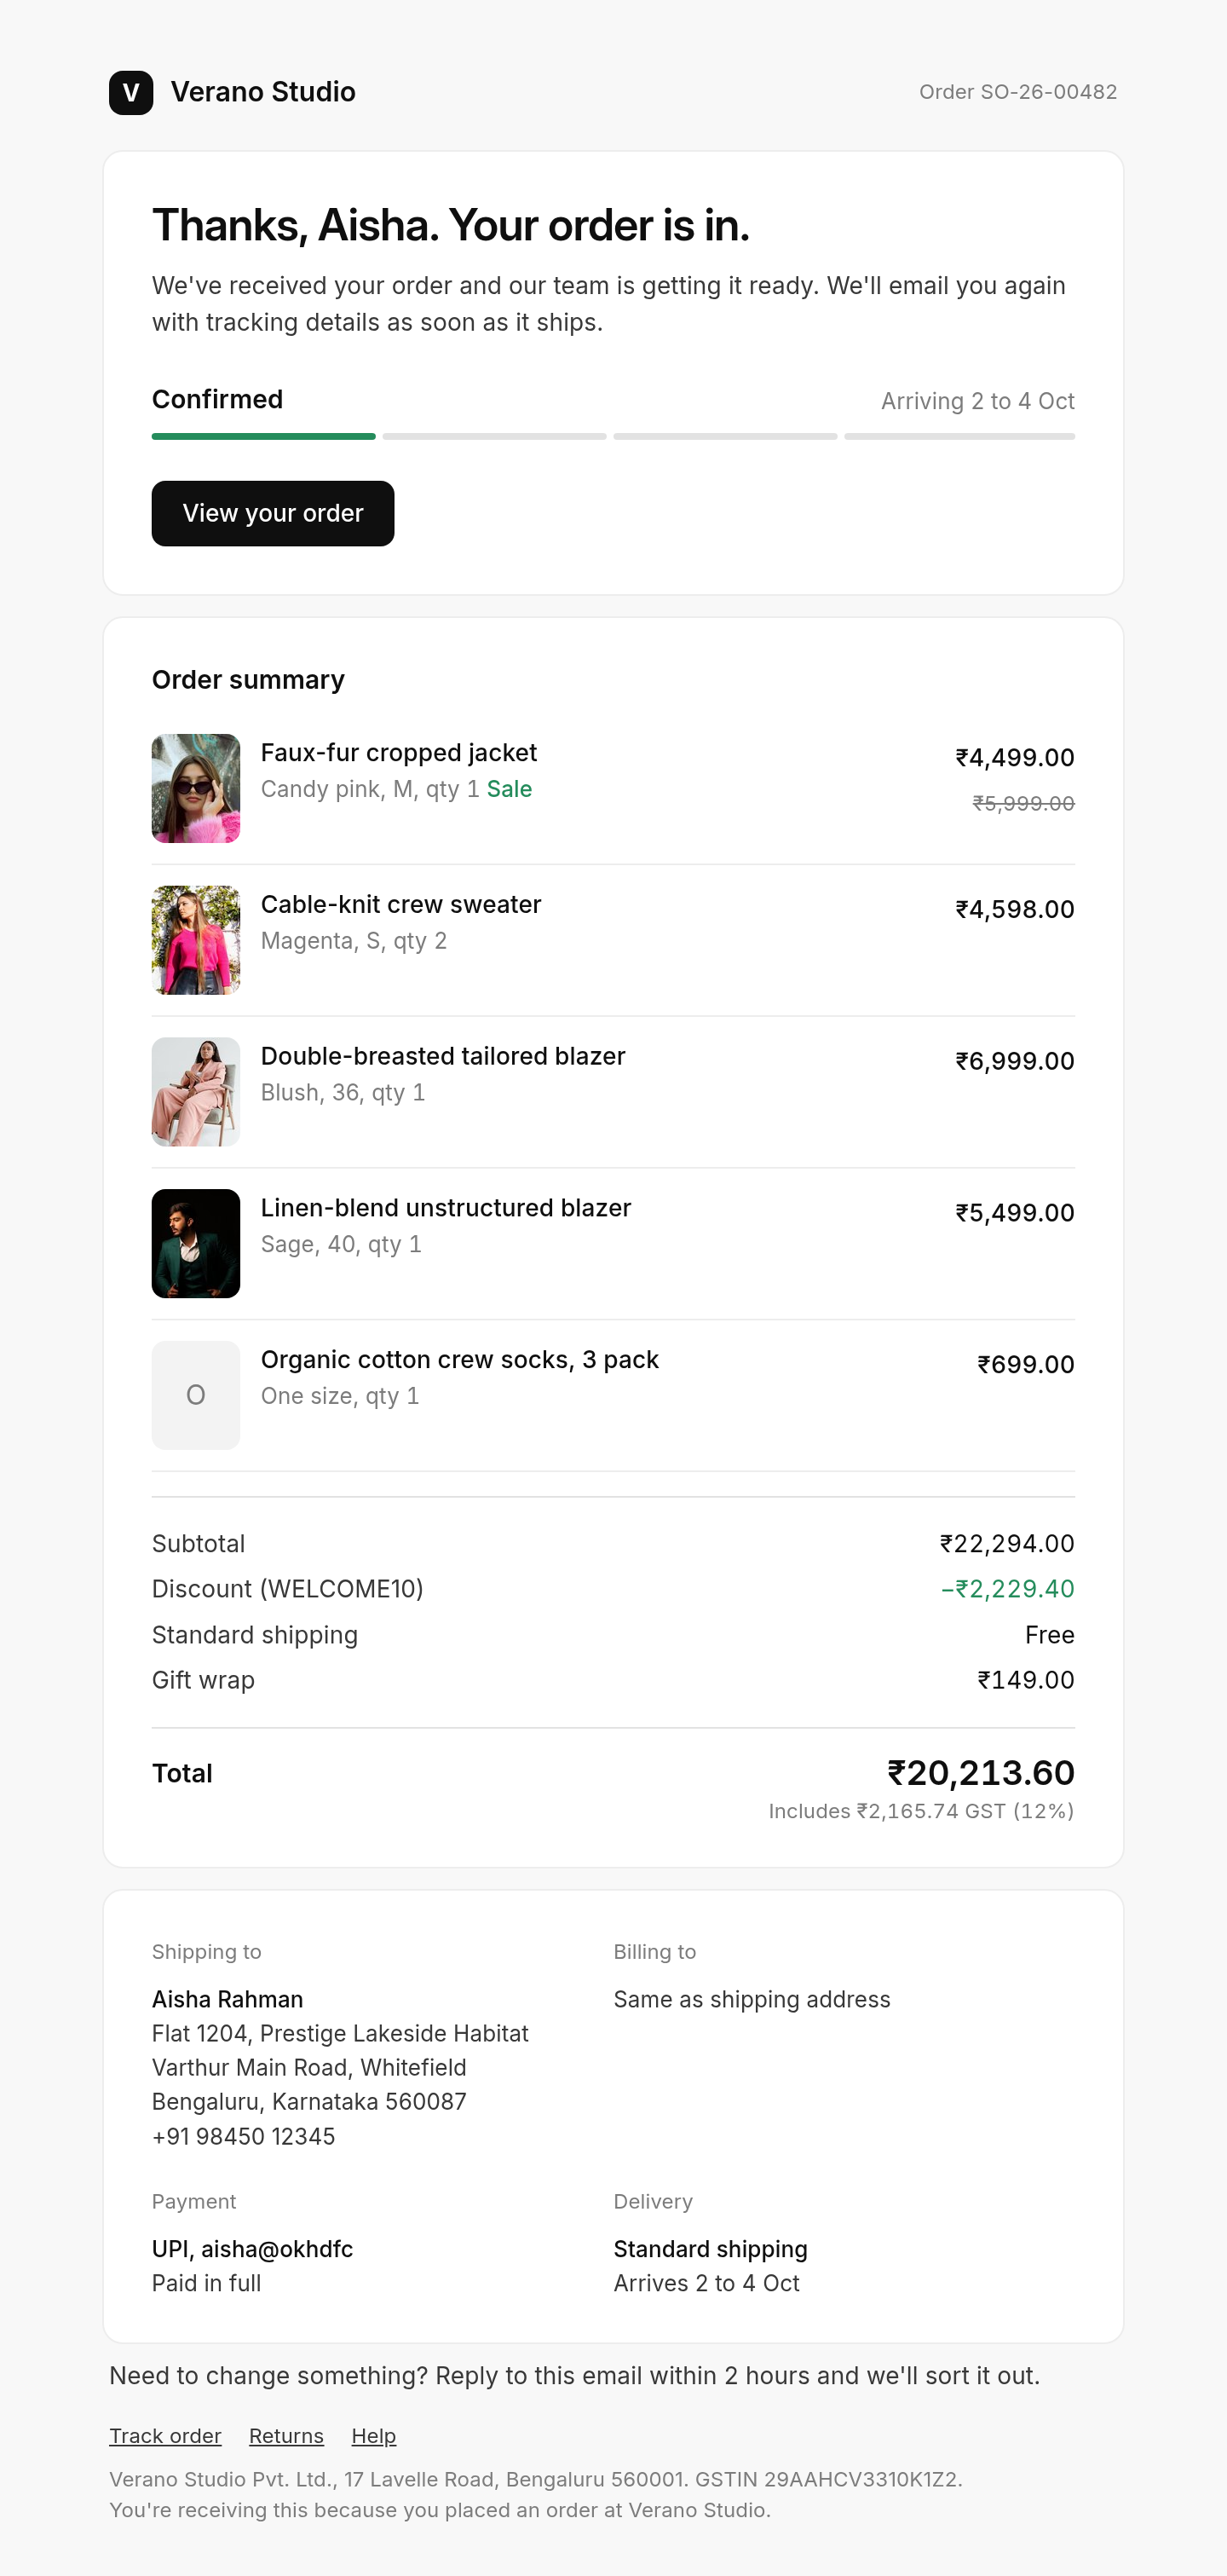 V Verano Studio
Order SO-26-00482
Thanks, Aisha. Your order is in.
We've received your order and our team is getting it ready. We'll email you again
with tracking details as soon as it ships.
Confirmed
Arriving 2 to 4 Oct
View your order
Order summary
Faux-fur cropped jacket
₹4,499.00
Candy pink, M, qty 1 Sale
₹5,999.00
Cable-knit crew sweater
₹4,598.00
Magenta, S, qty 2
Double-breasted tailored blazer
₹6,999.00
Blush, 36, qty 1
Linen-blend unstructured blazer
₹5,499.00
Sage, 40, qty 1
O
Organic cotton crew socks, 3 pack
₹699.00
One size, qty 1
Subtotal
₹22,294.00
Discount (WELCOME10)
−₹2,229.40
Standard shipping
Free
Gift wrap
₹149.00
Total
₹20,213.60
Includes ₹2,165.74 GST (12%)
Shipping to
Aisha Rahman
Flat 1204, Prestige Lakeside Habitat
Varthur Main Road, Whitefield
Bengaluru, Karnataka 560087
+91 98450 12345
Billing to
Same as shipping address
Payment
UPI, aisha@okhdfc
Paid in full
Delivery
Standard shipping
Arrives 2 to 4 Oct
Need to change something? Reply to this email within 2 hours and we'll sort it out.
Track order Returns Help
Verano Studio Pvt. Ltd., 17 Lavelle Road, Bengaluru 560001. GSTIN 29AAHCV3310K1Z2.
You're receiving this because you placed an order at Verano Studio.